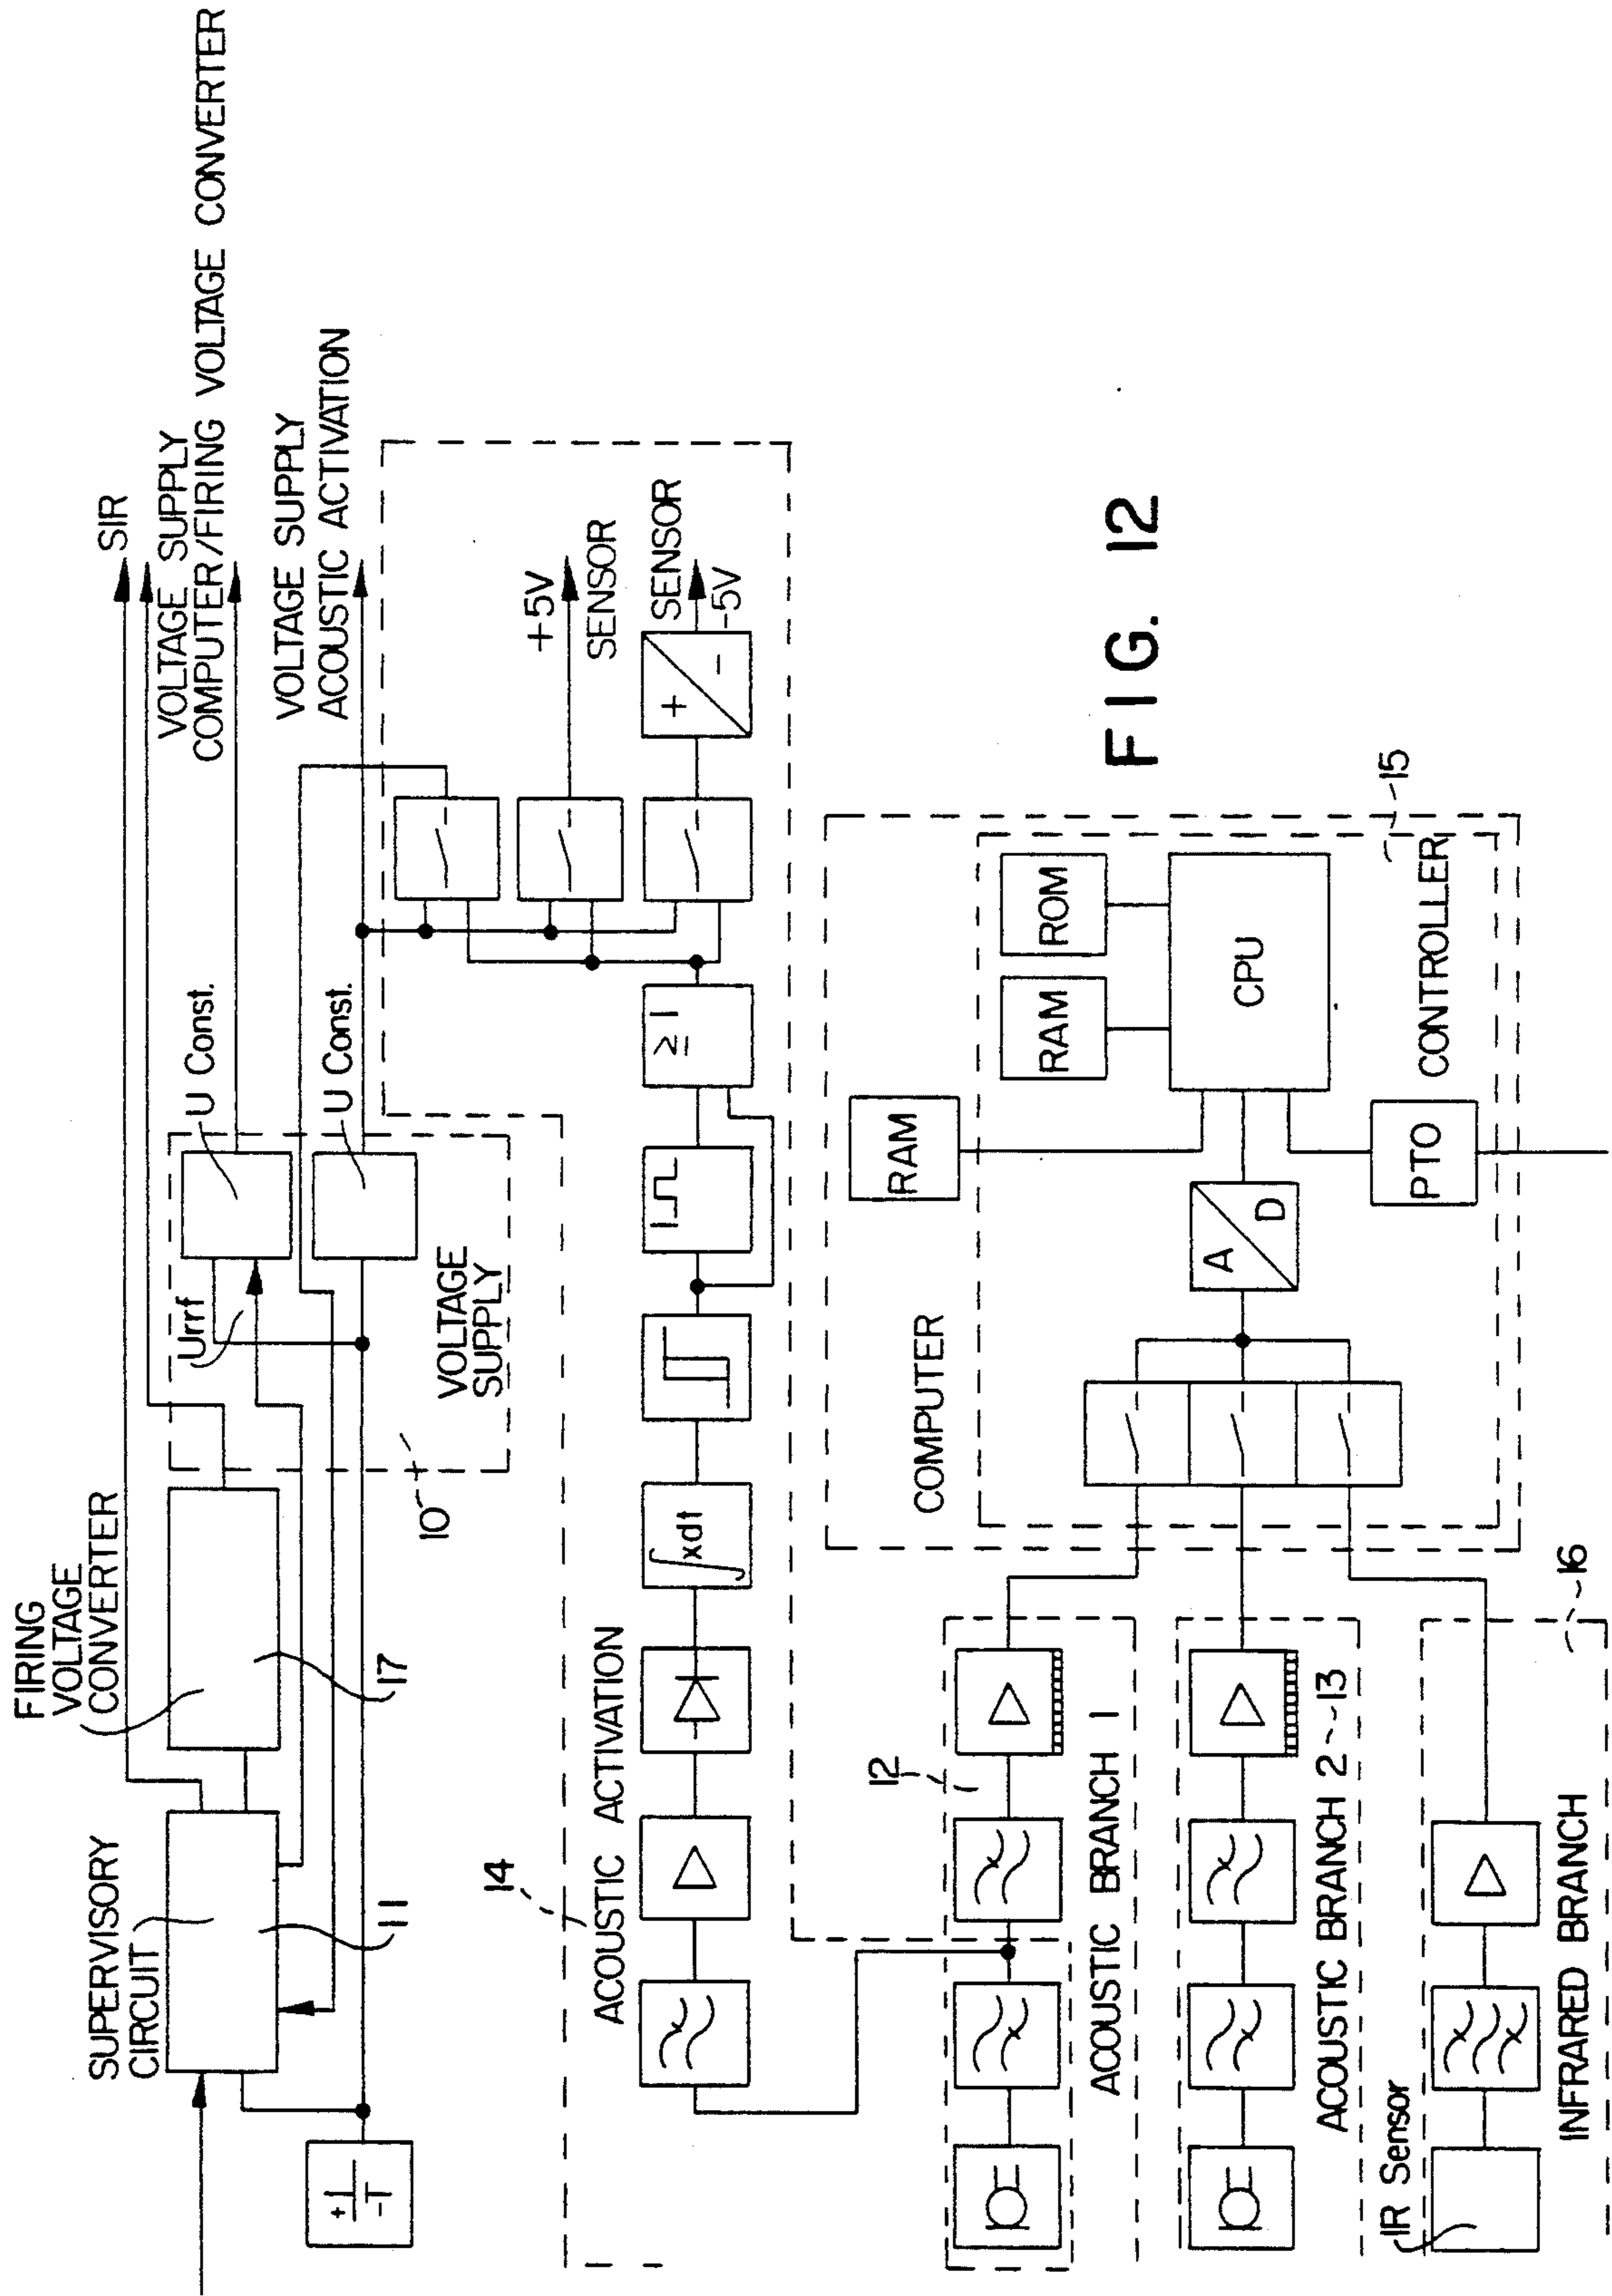 SIR
VOLTAGE SUPPLY
COMPUTER/FIRING VOLTAGE CONVERTER
VOLTAGE SUPPLY
ACOUSTIC ACTIVATION
FIRING
VOLTAGE
CONVERTER
17
SUPERVISORY
CIRCUIT
11
+
-
U Const.
U Const.
Urrf
VOLTAGE
SUPPLY
10
+5V
SENSOR
SENSOR
-5V
+
-
14
ACOUSTIC ACTIVATION
∫xdt
≥1
FIG. 12
COMPUTER
RAM
RAM
ROM
CPU
A
D
PTO
CONTROLLER
15
12
ACOUSTIC BRANCH 1
ACOUSTIC BRANCH 2
13
IR Sensor
INFRARED BRANCH
16